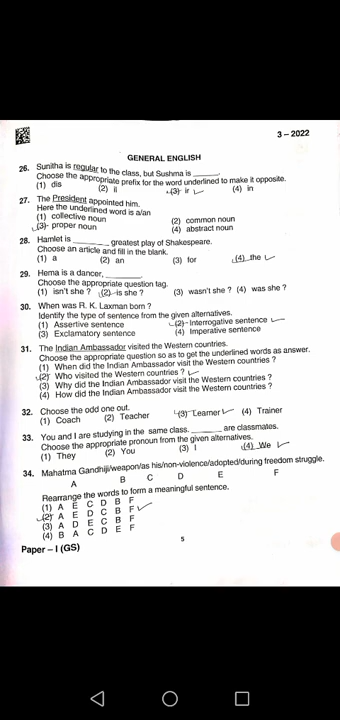 3 – 2022
GENERAL ENGLISH
26. Sunitha is regular to the class, but Sushma is ______.
Choose the appropriate prefix for the word underlined to make it opposite.
(1) dis (2) il (3) ir (4) in
27. The President appointed him.
Here the underlined word is a/an
(1) collective noun (2) common noun
(3) proper noun (4) abstract noun
28. Hamlet is ________ greatest play of Shakespeare.
Choose an article and fill in the blank.
(1) a (2) an (3) for (4) the
29. Hema is a dancer, ________.
Choose the appropriate question tag.
(1) isn't she ? (2) is she ? (3) wasn't she ? (4) was she ?
30. When was R. K. Laxman born ?
Identify the type of sentence from the given alternatives.
(1) Assertive sentence (2) Interrogative sentence
(3) Exclamatory sentence (4) Imperative sentence
31. The Indian Ambassador visited the Western countries.
Choose the appropriate question so as to get the underlined words as answer.
(1) When did the Indian Ambassador visit the Western countries ?
(2) Who visited the Western countries ?
(3) Why did the Indian Ambassador visit the Western countries ?
(4) How did the Indian Ambassador visit the Western countries ?
32. Choose the odd one out.
(1) Coach (2) Teacher (3) Learner (4) Trainer
33. You and I are studying in the same class. ________ are classmates.
Choose the appropriate pronoun from the given alternatives.
(1) They (2) You (3) I (4) We
34. Mahatma Gandhiji/weapon/as his/non-violence/adopted/during freedom struggle.
A B C D E F
Rearrange the words to form a meaningful sentence.
(1) A E C D B F
(2) A E D C B F
(3) A D E C B F
(4) B A C D E F
Paper – I (GS)
5